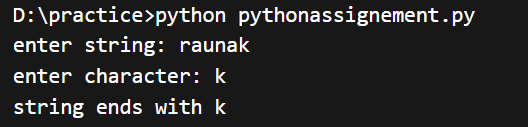 D:\practice>python pythonassignement.py
enter string: raunak
enter character: k
string ends with k